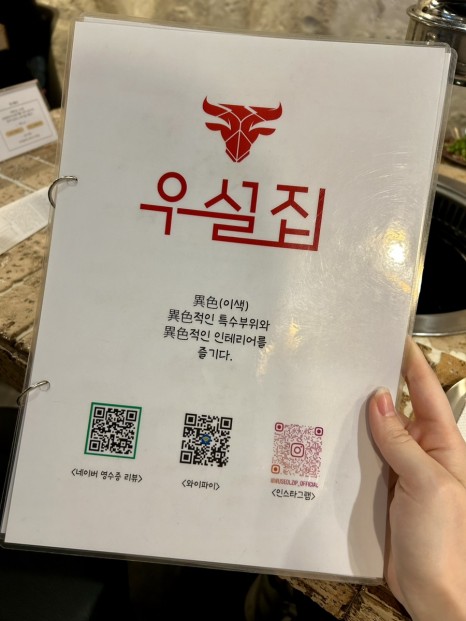 우설집
異色(이색)
異色적인 특수부위와
異色적인 인테리어를
즐기다.
<네이버 영수증 리뷰>
<와이파이>
@WUSEOLJIP_OFFICIAL
<인스타그램>